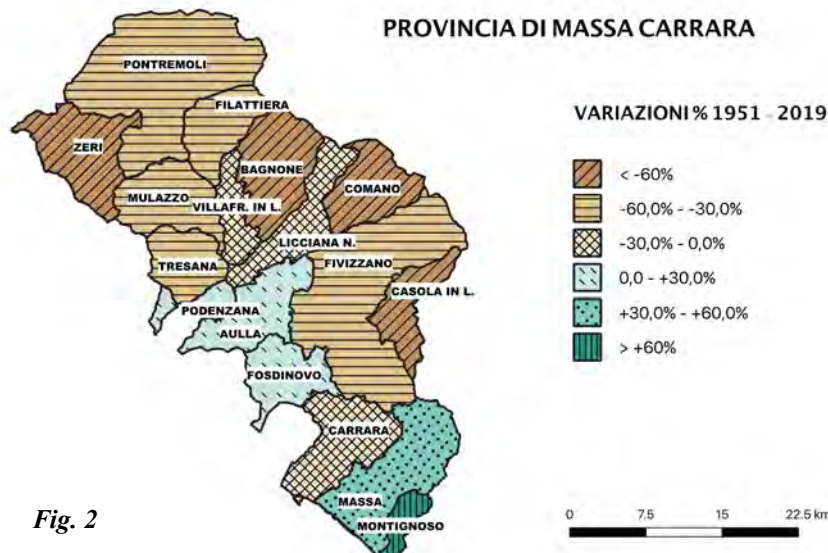 PROVINCIA DI MASSA CARRARA
VARIAZIONI % 1951 - 2019
< -60%
-60,0% - -30,0%
-30,0% - 0,0%
0,0 - +30,0%
+30,0% - +60,0%
> +60%
PONTREMOLI
FILATTIERA
ZERI
BAGNONE
COMANO
MULAZZO
VILLAFR. IN L.
LICCIANA N.
TRESANA
FIVIZZANO
CASOLA IN L.
PODENZANA
AULLA
FOSDINOVO
CARRARA
MASSA
MONTIGNOSO
0 7.5 15 22.5 km
Fig. 2